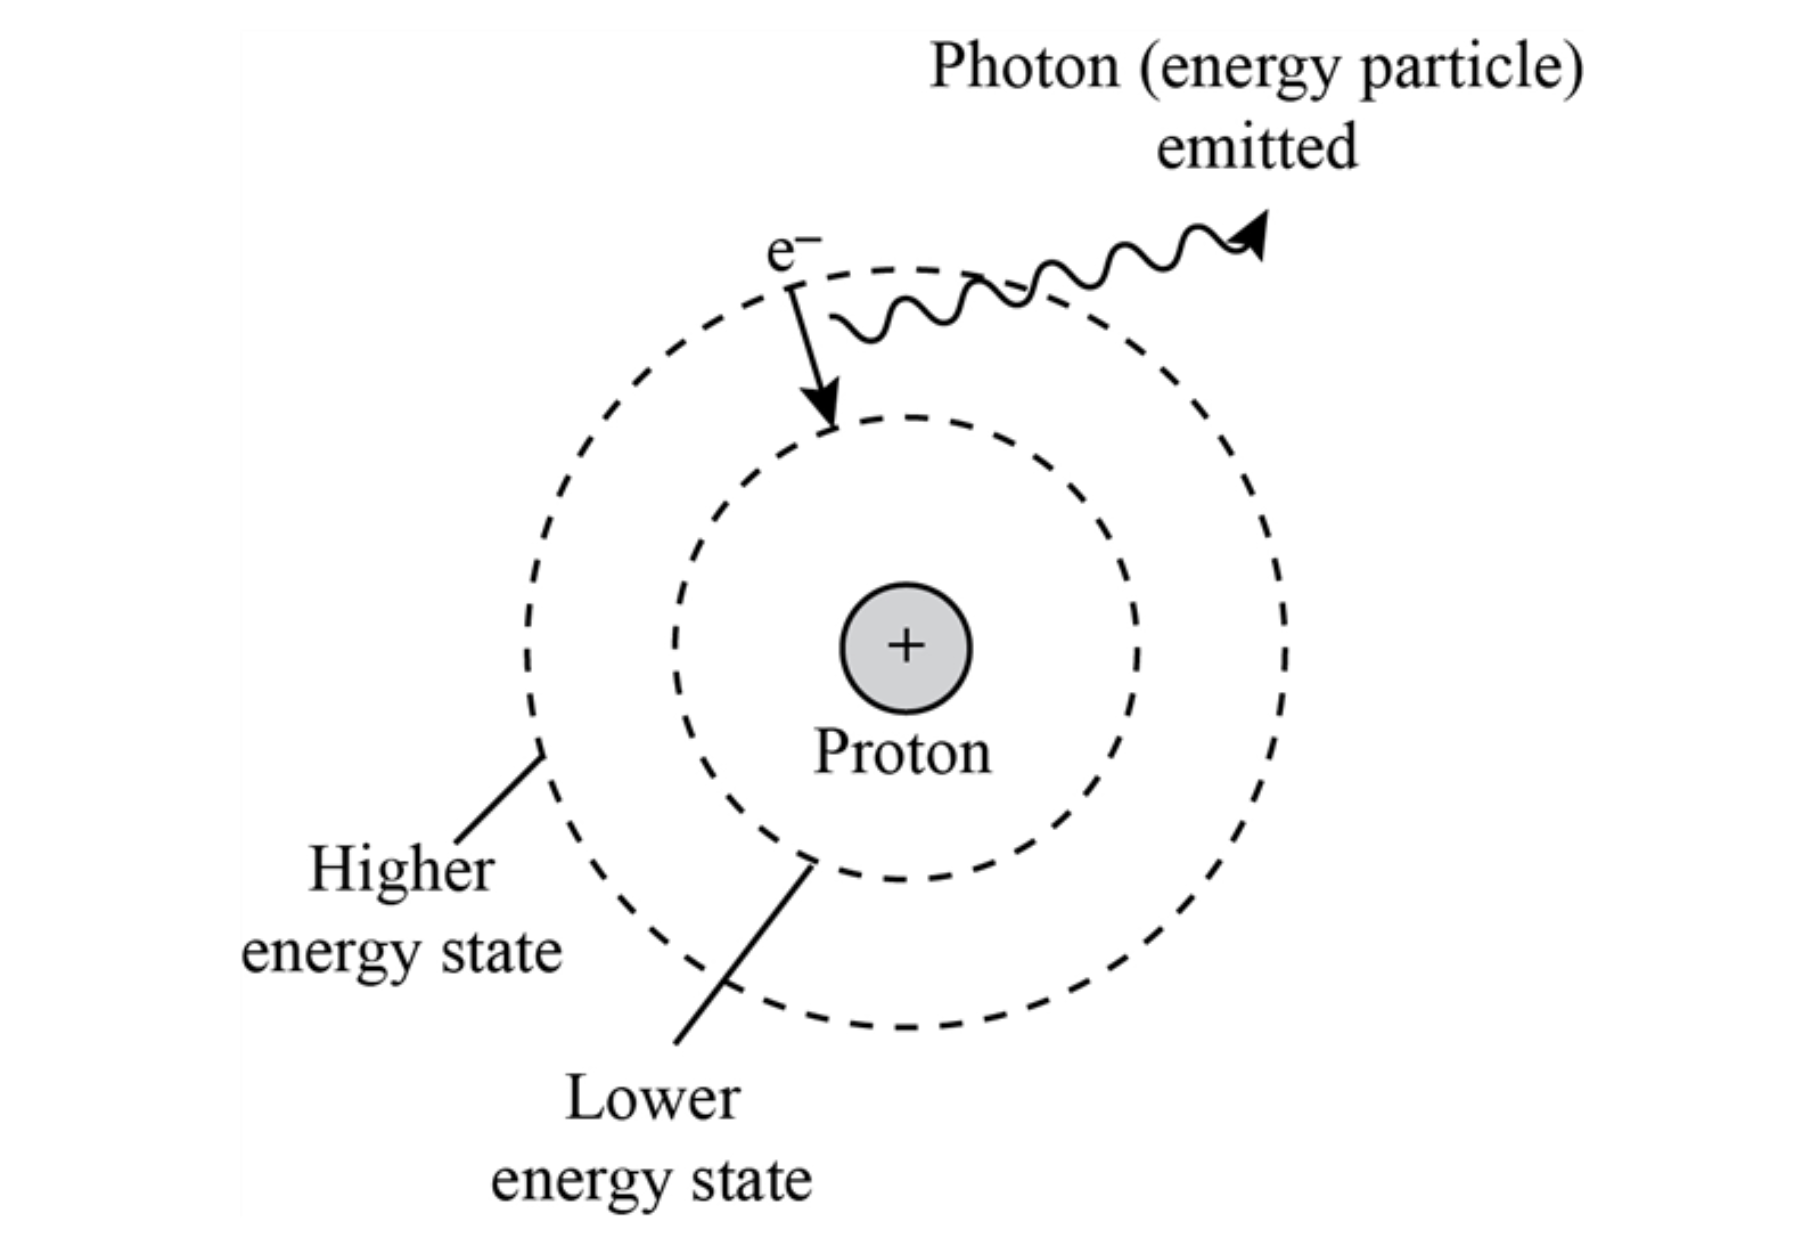 Photon (energy particle)
emitted
e⁻
+
Proton
Higher
energy state
Lower
energy state